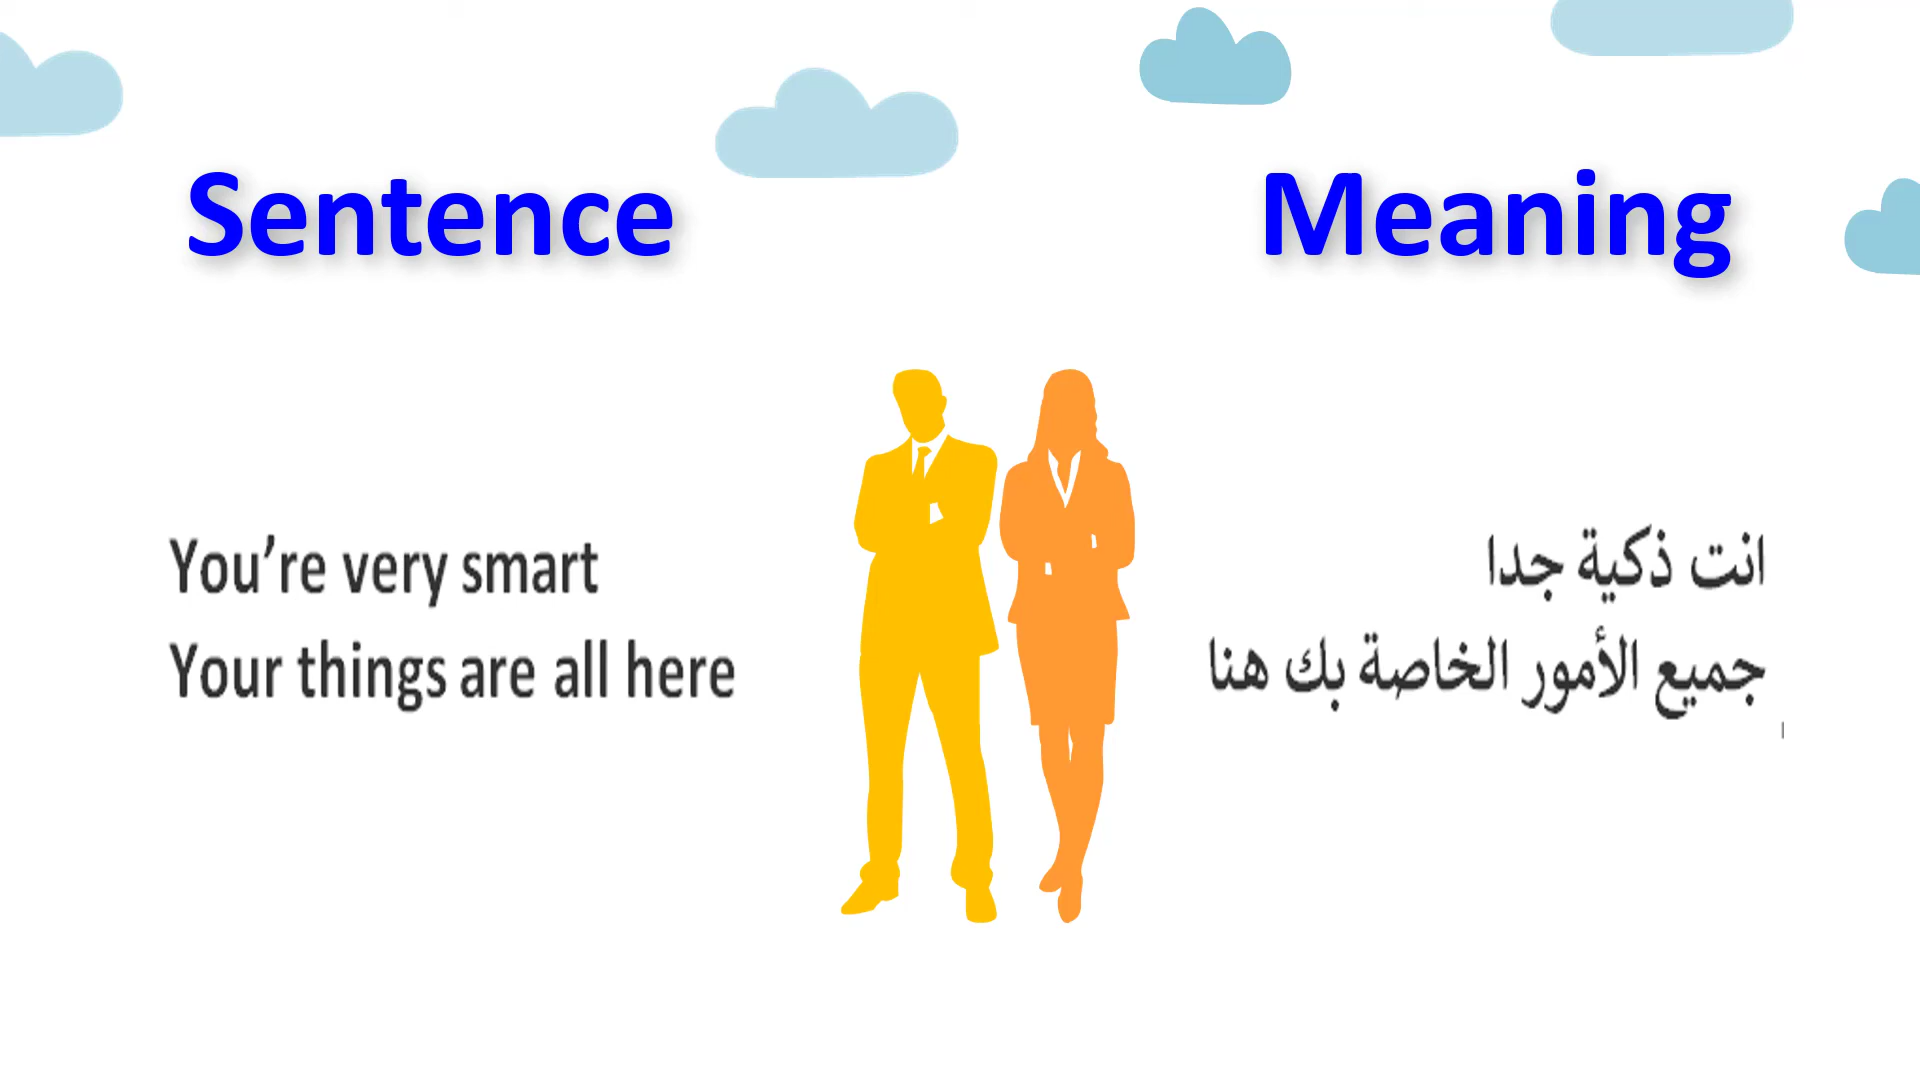 Sentence
Meaning
You're very smart
انت ذكية جدا
Your things are all here
جميع الأمور الخاصة بك هنا